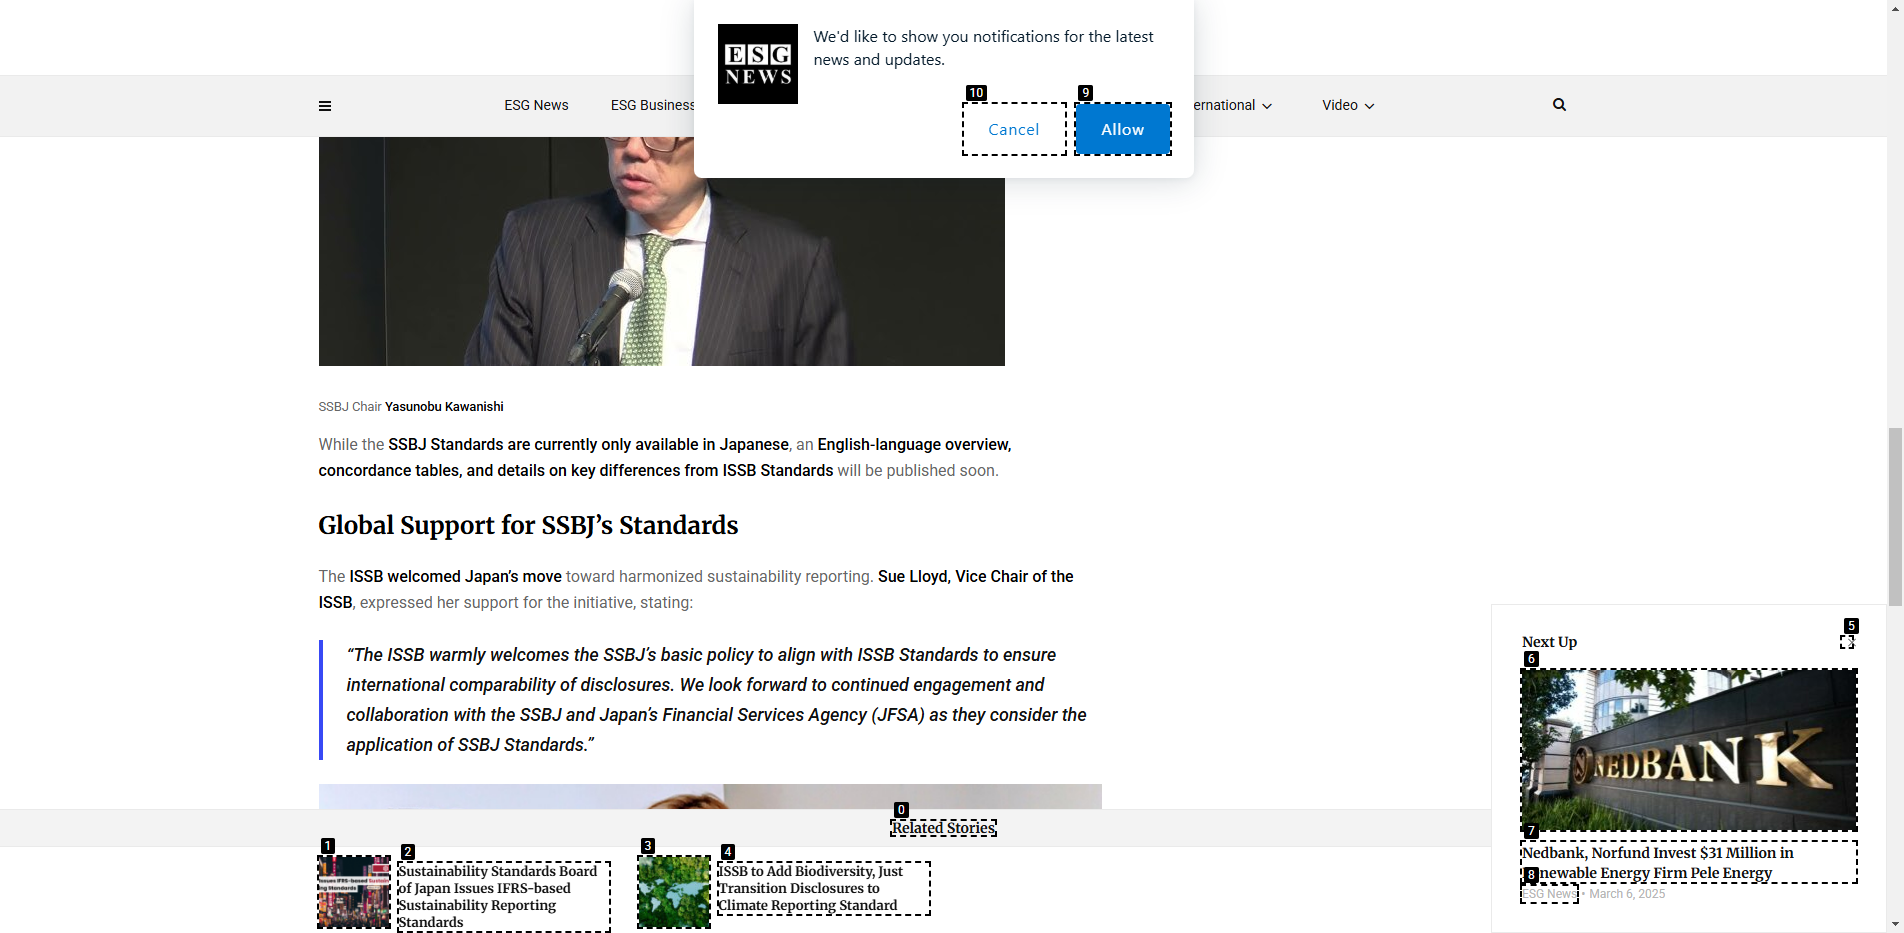 ESG
NEWS
We'd like to show you notifications for the latest
news and updates.
10
9
Cancel
Allow
ESG News
ESG Business
ernational
Video
SSBJ Chair Yasunobu Kawanishi
While the SSBJ Standards are currently only available in Japanese, an English-language overview,
concordance tables, and details on key differences from ISSB Standards will be published soon.
Global Support for SSBJ’s Standards
The ISSB welcomed Japan’s move toward harmonized sustainability reporting. Sue Lloyd, Vice Chair of the
ISSB, expressed her support for the initiative, stating:
“The ISSB warmly welcomes the SSBJ’s basic policy to align with ISSB Standards to ensure
international comparability of disclosures. We look forward to continued engagement and
collaboration with the SSBJ and Japan’s Financial Services Agency (JFSA) as they consider the
application of SSBJ Standards.”
0
Related Stories
1
2
Sustainability Standards Board
of Japan Issues IFRS-based
Sustainability Reporting
Standards
3
4
ISSB to Add Biodiversity, Just
Transition Disclosures to
Climate Reporting Standard
5
Next Up
6
NEDBANK
7
Nedbank, Norfund Invest $31 Million in
8
newable Energy Firm Pele Energy
ESG News • March 6, 2025